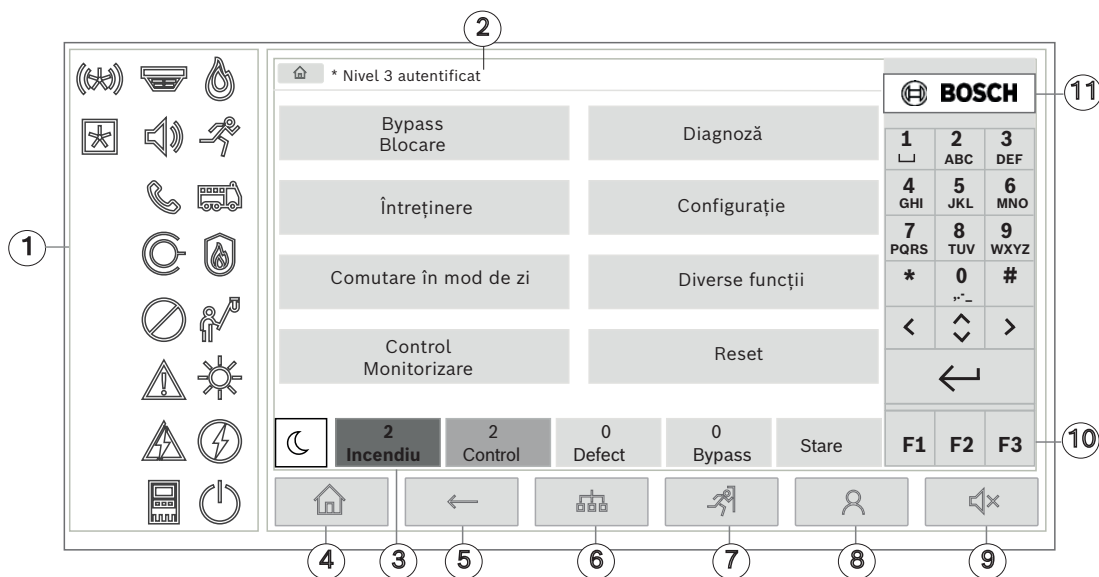 2
* Nivel 3 autentificat
BOSCH
11
Bypass
Blocare
Diagnoză
Întreținere
Configurație
Comutare în mod de zi
Diverse funcții
Control
Monitorizare
Reset
1
1 2 3
ABC DEF
4 5 6
GHI JKL MNO
7 8 9
PQRS TUV WXYZ
* 0 #
,.-_
< >
2
Incendiu
2
Control
0
Defect
0
Bypass
Stare
F1 F2 F3
10
4 3 5 6 7 8 9